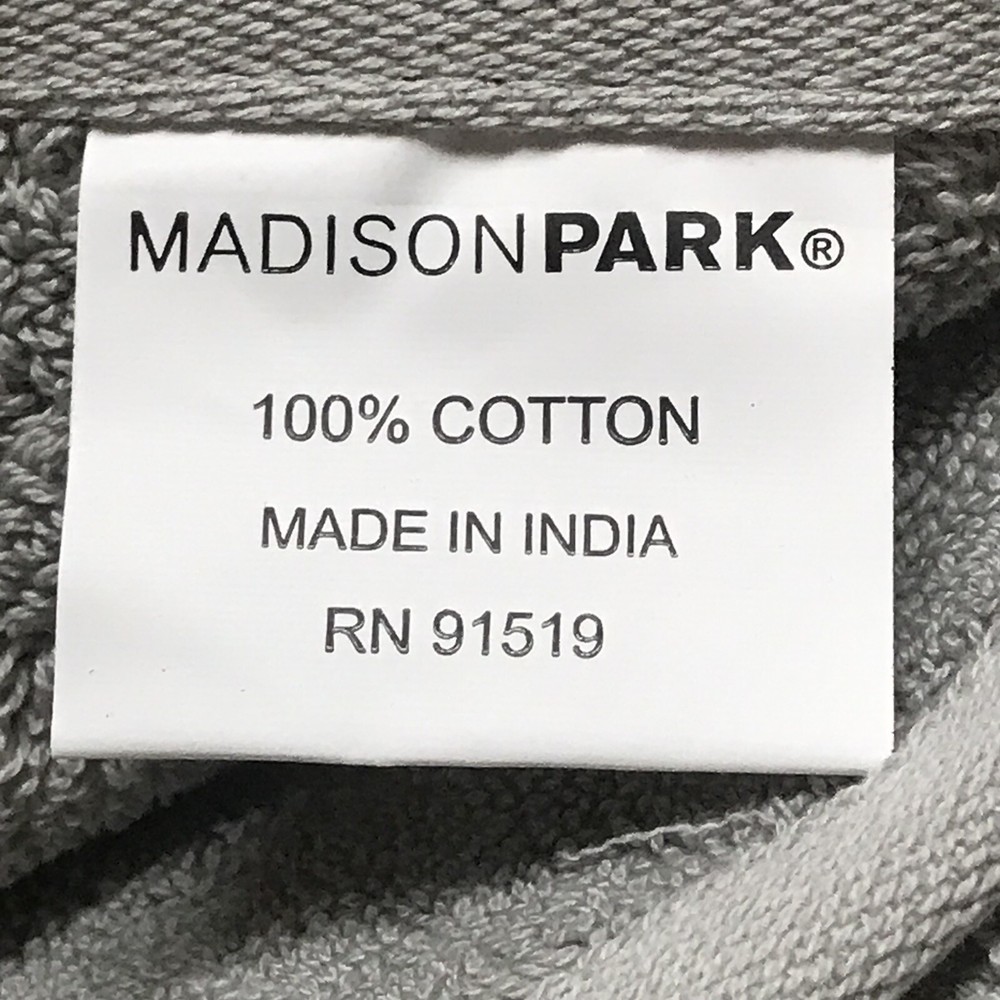 MADISONPARK®
100% COTTON
MADE IN INDIA
RN 91519